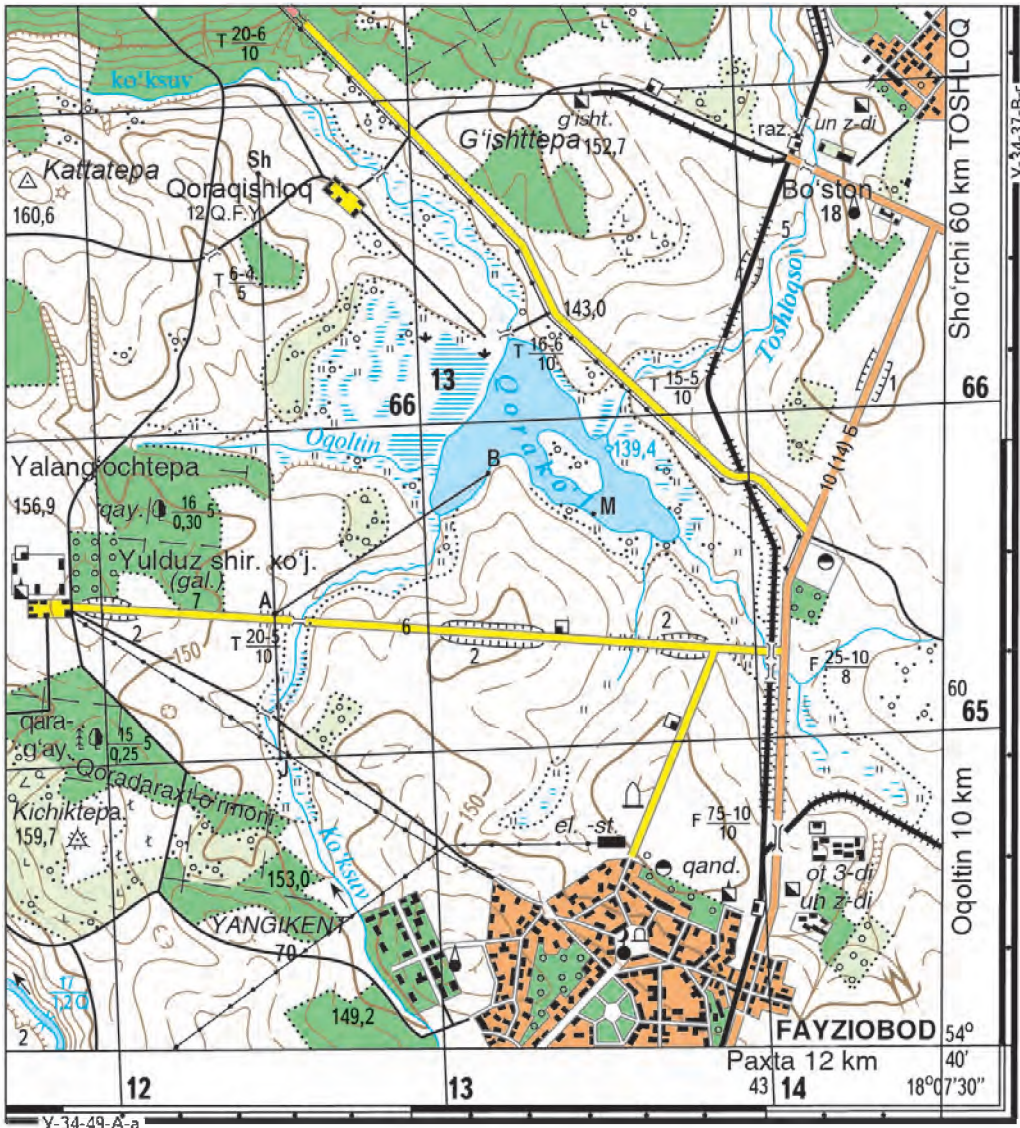 T 20-6
10
ko'ksuv
g'isht.
G'ishttepa 152,7
raz.
un z-di
TOSHLOQ
Sho'rchi 60 km
Kattatepa
160,6
Sh
Qoraqishloq
12 Q.F.Y.
Bo'ston
18
5
T 6-4
5
143,0
Toshloqsoy
T 16-6
10
T 15-5
10
1
13
66
66
Qorako'l
Oqoltin
139,4
10 (14) Б
B
M
Yalang'ochtepa
156,9
qay.
16
0,30
5
Yulduz shir. xo'j.
(gal.)
7
A
2
6
2
2
T 20-5
10
150
F 25-10
8
60
65
qara-
g'ay.
15
0,25
5
J
Qoradaraxt o'rmoni
Kichiktepa
159,7
150
el. -st.
F 75-10
10
qand.
ot 3-di
un z-di
Ko'ksuv
153,0
YANGIKENT
70
Oqoltin 10 km
17
120
2
149,2
FAYZIOBOD
54°
40'
Paxta 12 km
12
13
43
14
18°07'30"
У-34-37-В-г
У-34-49-А-а